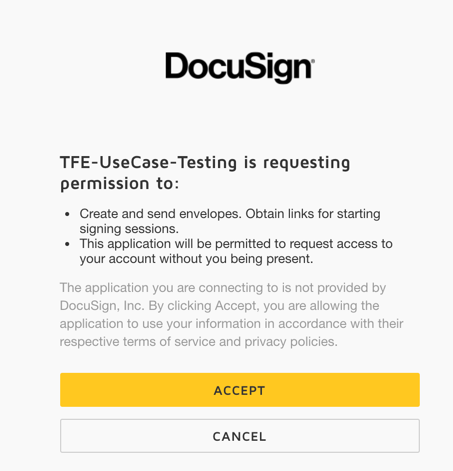 DocuSign®
TFE-UseCase-Testing is requesting
permission to:
• Create and send envelopes. Obtain links for starting
signing sessions.
• This application will be permitted to request access to
your account without you being present.
The application you are connecting to is not provided by
DocuSign, Inc. By clicking Accept, you are allowing the
application to use your information in accordance with their
respective terms of service and privacy policies.
ACCEPT
CANCEL